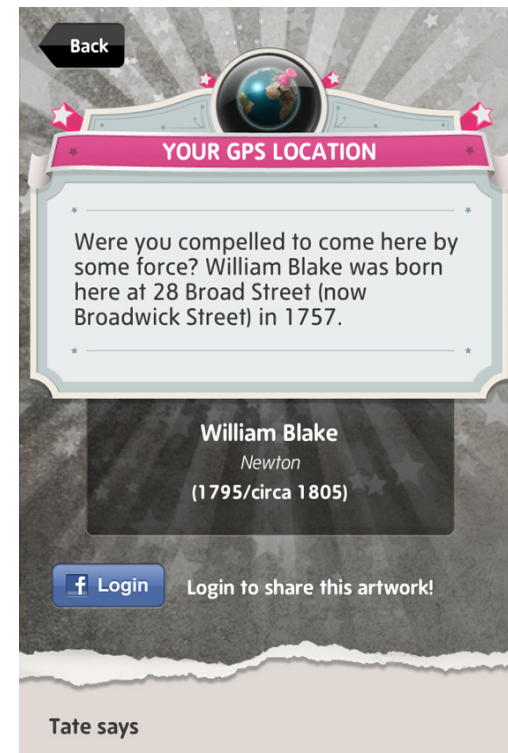 Back
YOUR GPS LOCATION
Were you compelled to come here by
some force? William Blake was born
here at 28 Broad Street (now
Broadwick Street) in 1757.
William Blake
Newton
(1795/circa 1805)
f Login
Login to share this artwork!
Tate says